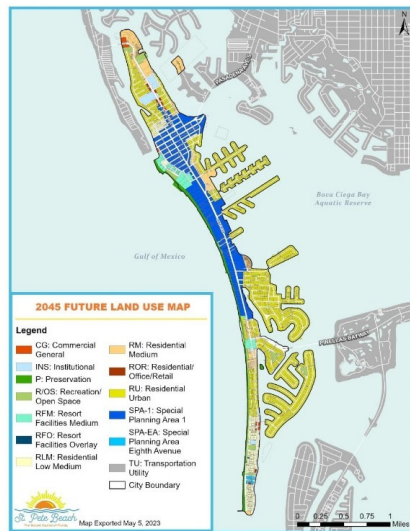 N
Boca Ciega Bay
Aquatic Reserve
Gulf of Mexico
2045 FUTURE LAND USE MAP
Legend
CG: Commercial
General
INS: Institutional
P: Preservation
R/OS: Recreation/
Open Space
RFM: Resort
Facilities Medium
RFO: Resort
Facilities Overlay
RLM: Residential
Low Medium
RM: Residential
Medium
ROR: Residential/
Office/Retail
RU: Residential
Urban
SPA-1: Special
Planning Area 1
SPA-EA: Special
Planning Area
Eighth Avenue
TU: Transportation
Utility
City Boundary
St. Pete Beach
Map Exported May 5, 2023
0 0.25 0.5 1
Miles